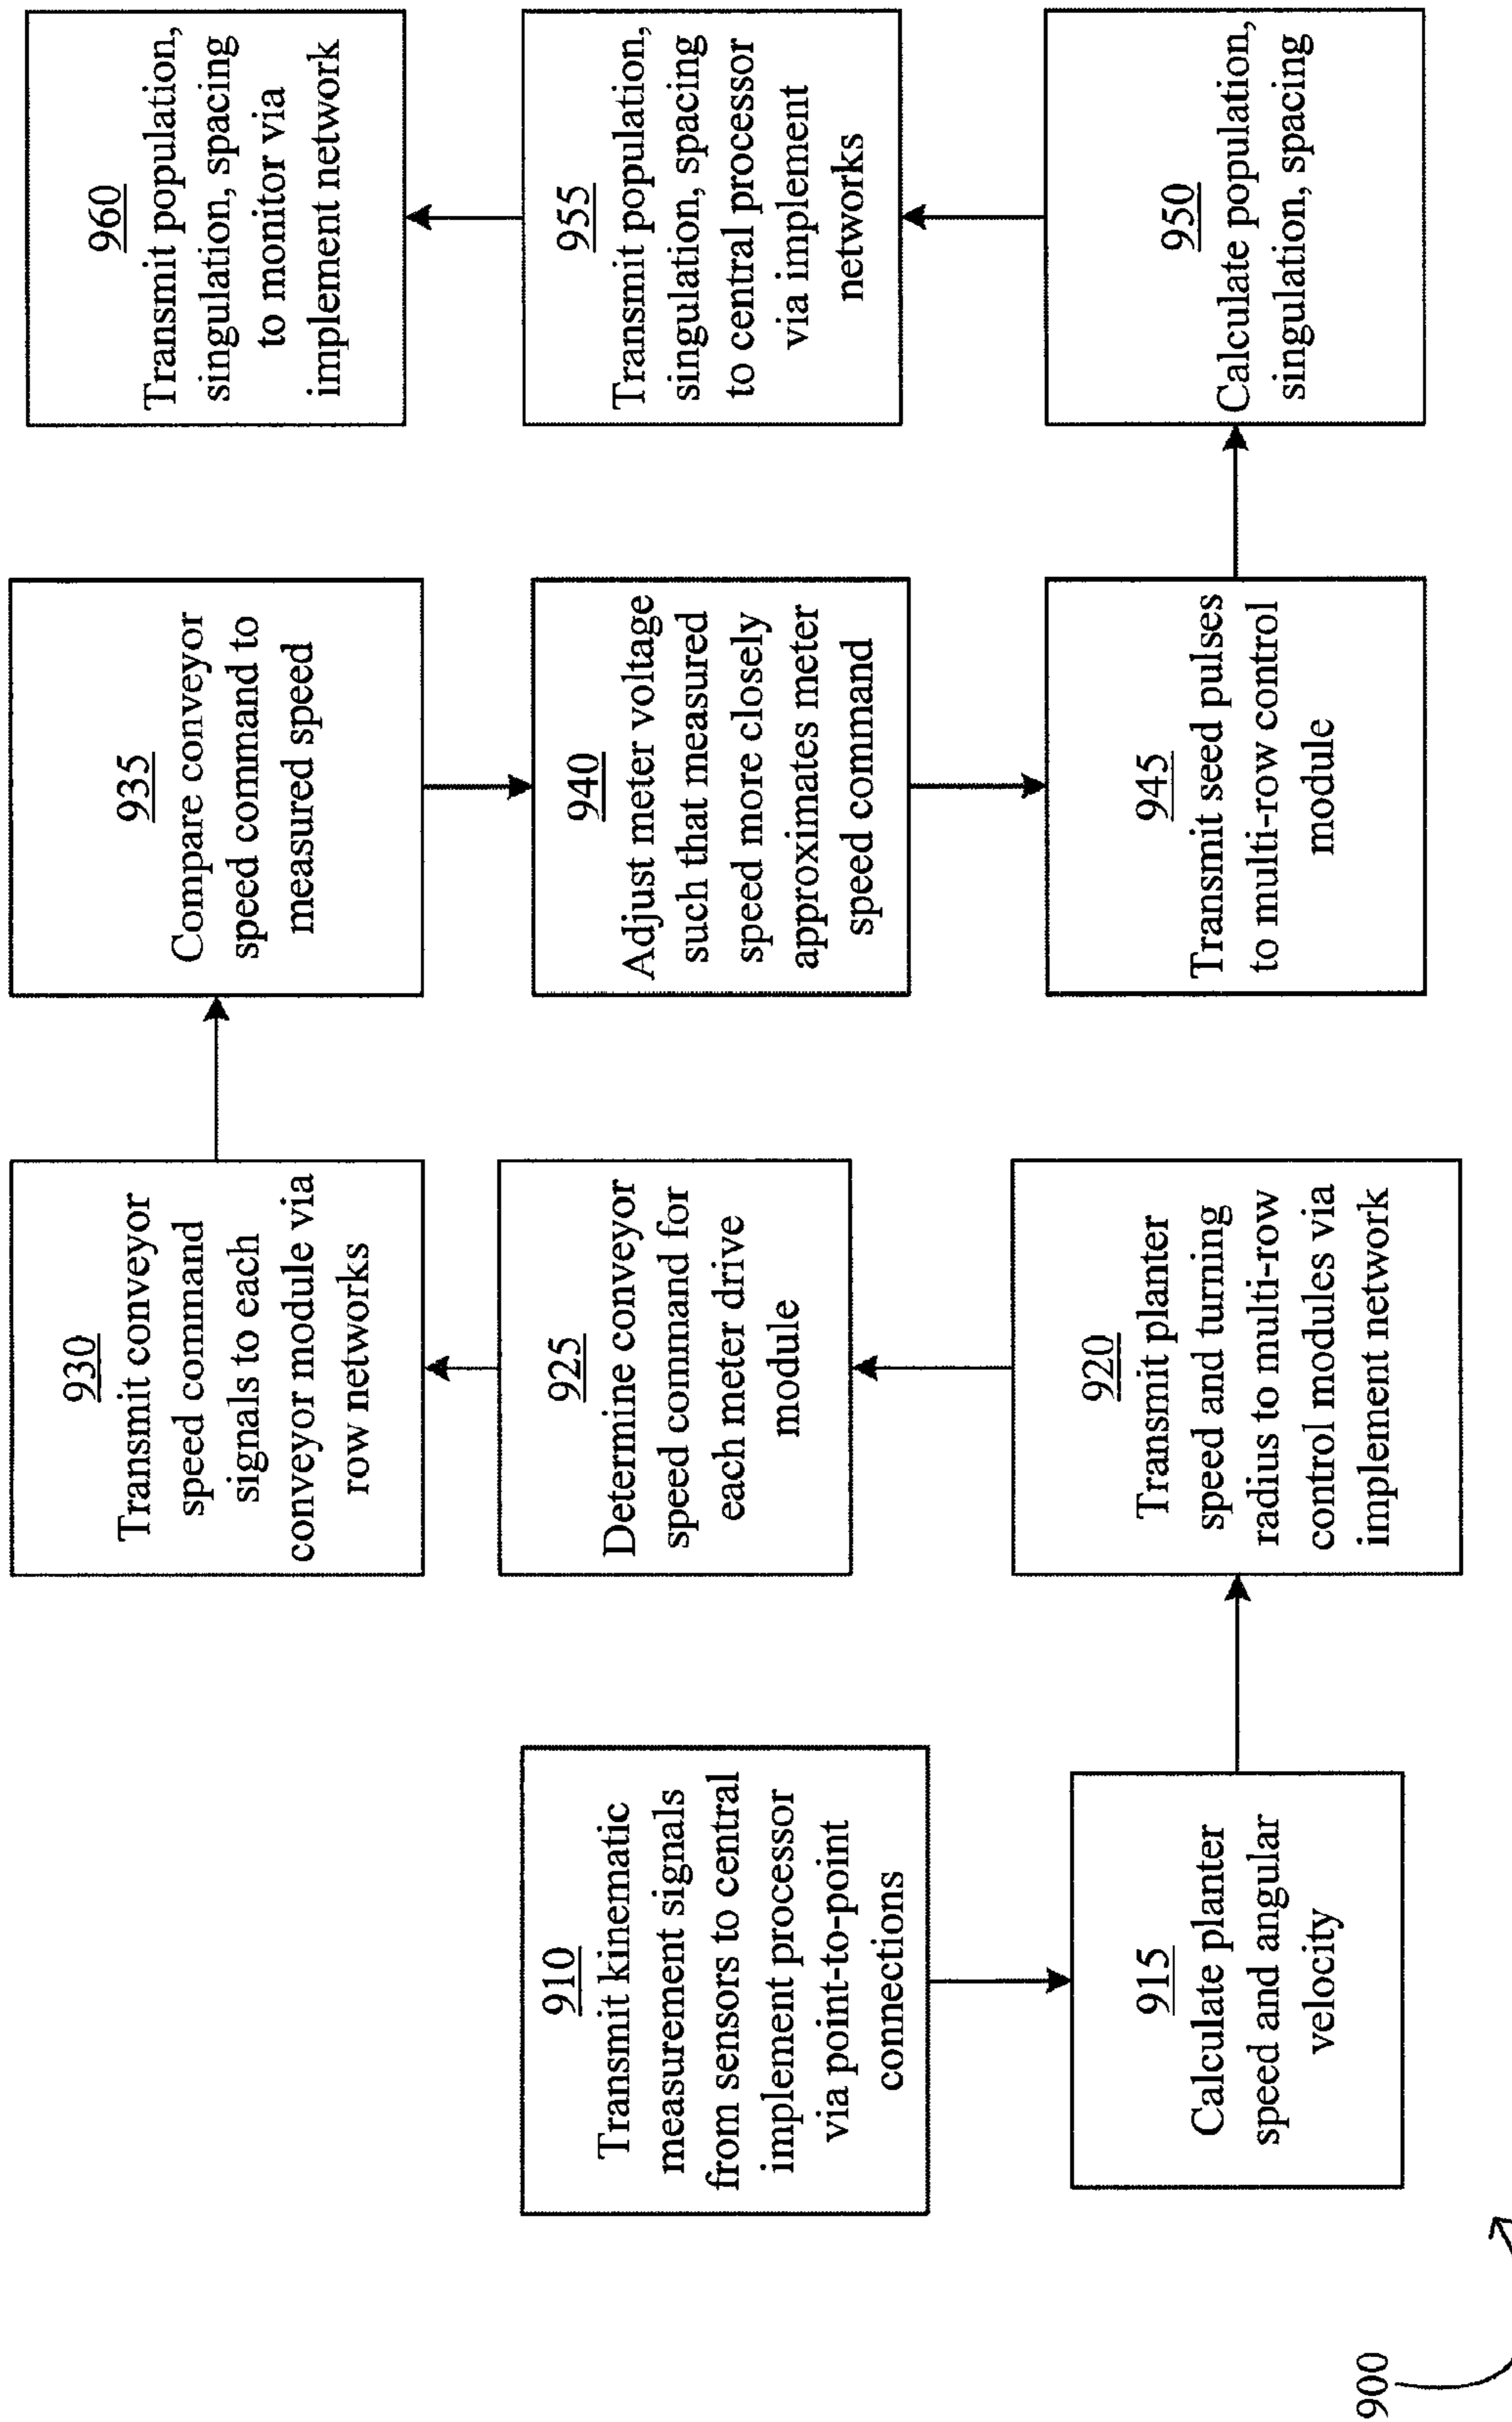 910
Transmit kinematic
measurement signals
from sensors to central
implement processor
via point-to-point
connections
915
Calculate planter
speed and angular
velocity
920
Transmit planter
speed and turning
radius to multi-row
control modules via
implement network
925
Determine conveyor
speed command for
each meter drive
module
930
Transmit conveyor
speed command
signals to each
conveyor module via
row networks
935
Compare conveyor
speed command to
measured speed
940
Adjust meter voltage
such that measured
speed more closely
approximates meter
speed command
945
Transmit seed pulses
to multi-row control
module
950
Calculate population,
singulation, spacing
955
Transmit population,
singulation, spacing
to central processor
via implement
networks
960
Transmit population,
singulation, spacing
to monitor via
implement network
900